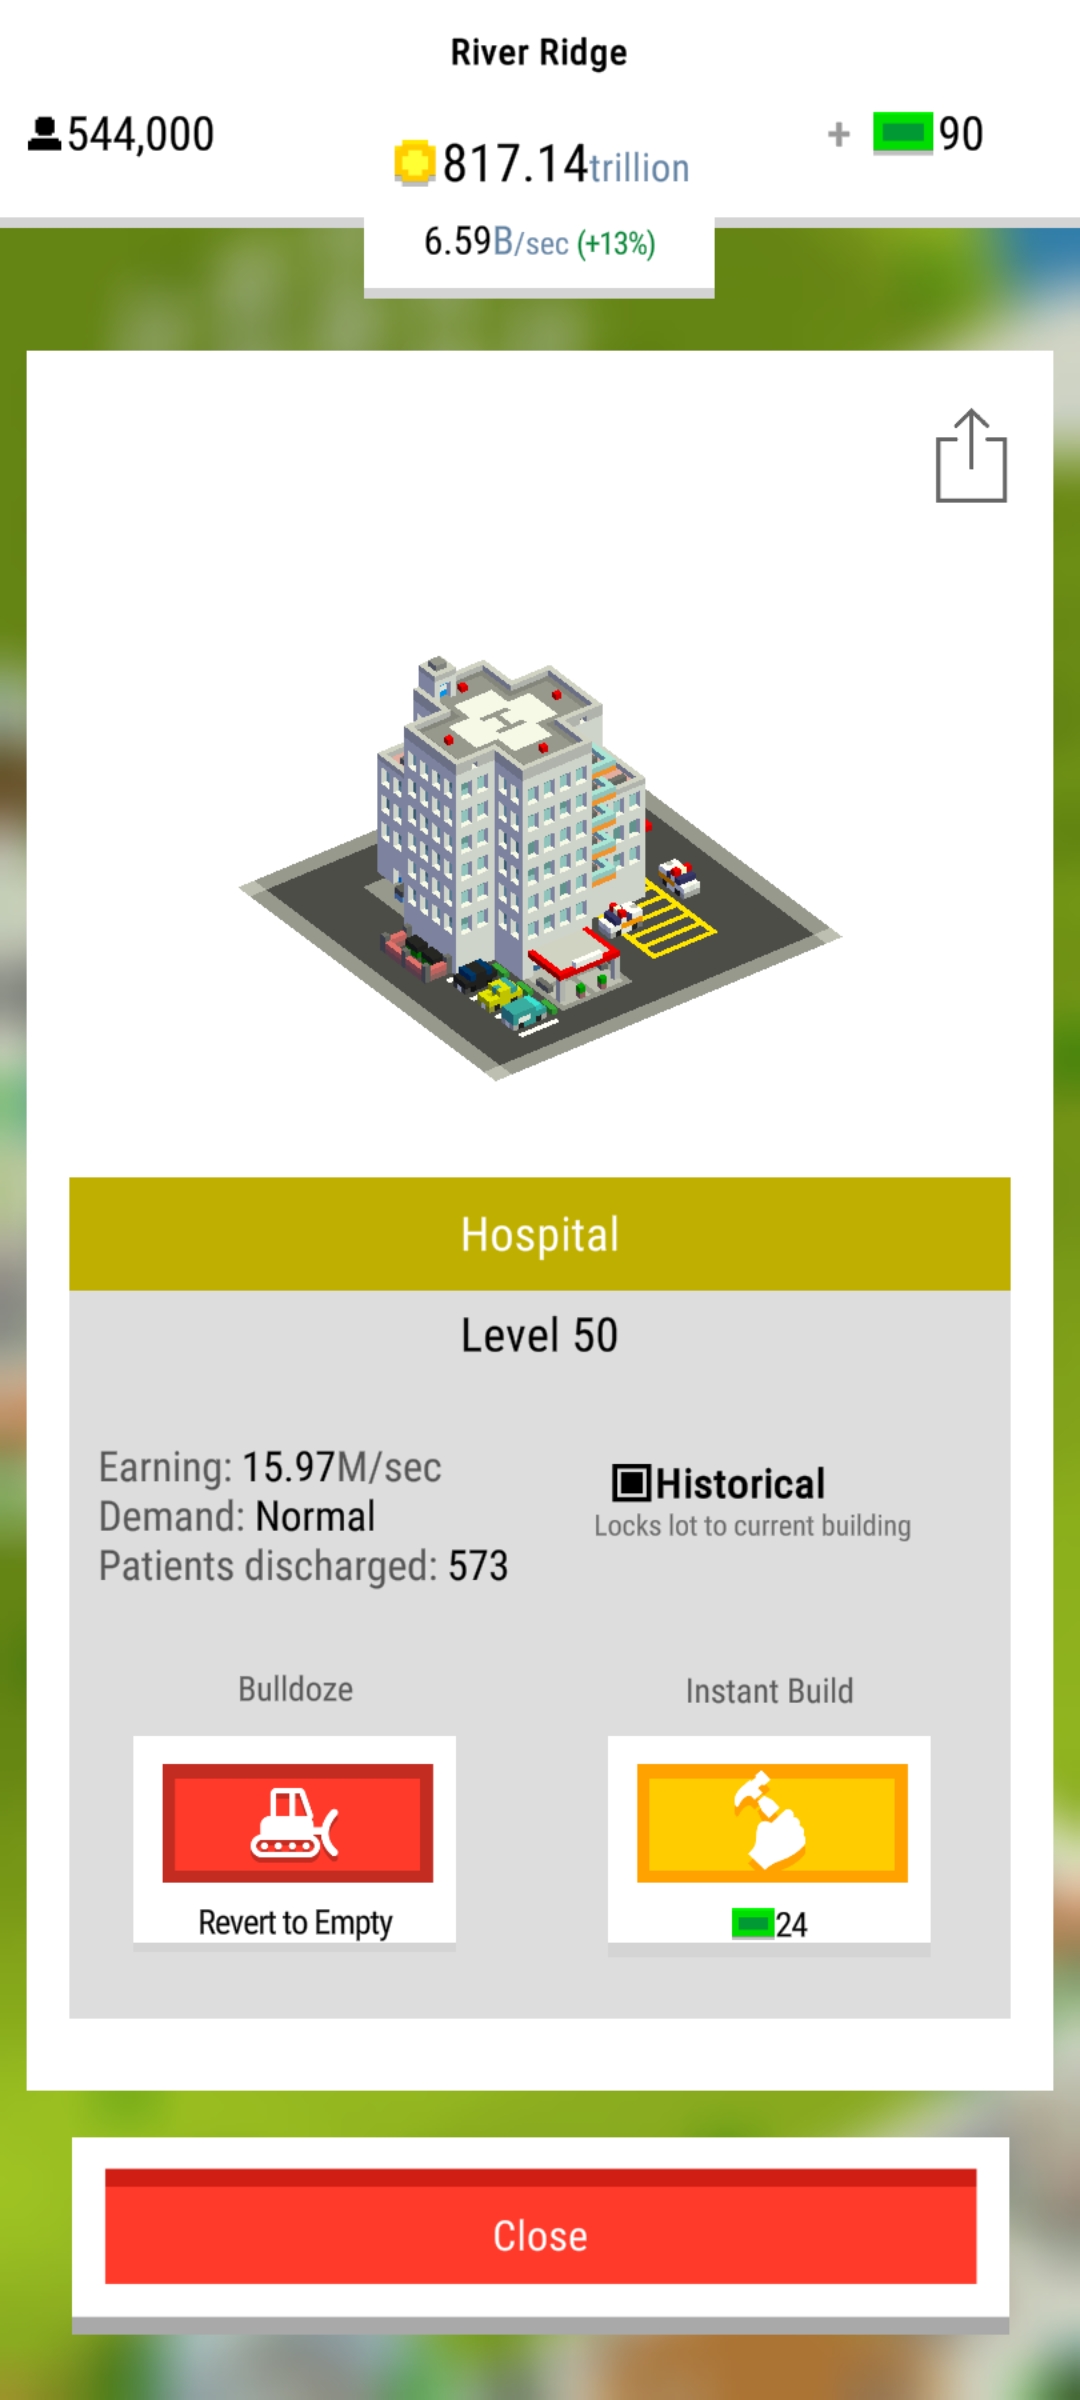 River Ridge
544,000
817.14trillion
+ 90
6.59B/sec (+13%)
H
Hospital
Level 50
Earning: 15.97M/sec
Demand: Normal
Patients discharged: 573
Historical
Locks lot to current building
Bulldoze
Instant Build
Revert to Empty
24
Close